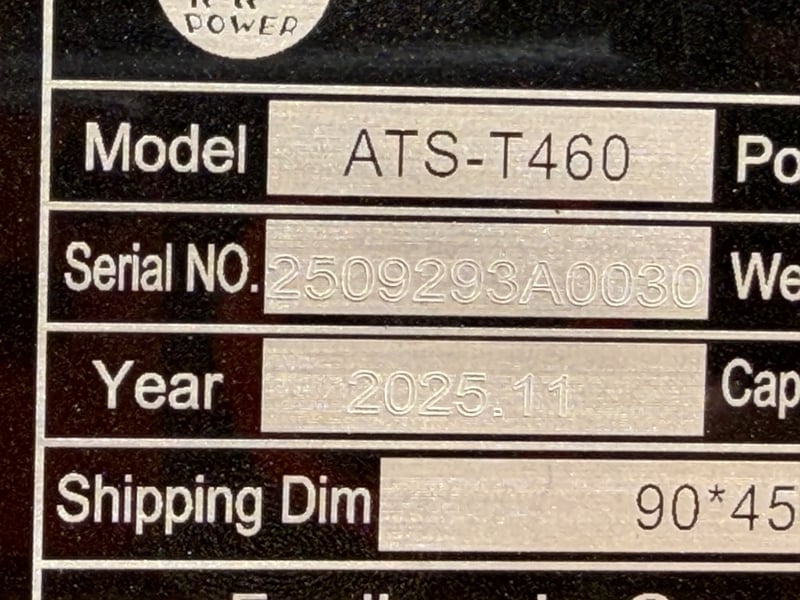 POWER
Model ATS-T460 Po
Serial NO. 2509293A0030 We
Year 2025.11 Cap
Shipping Dim 90*45